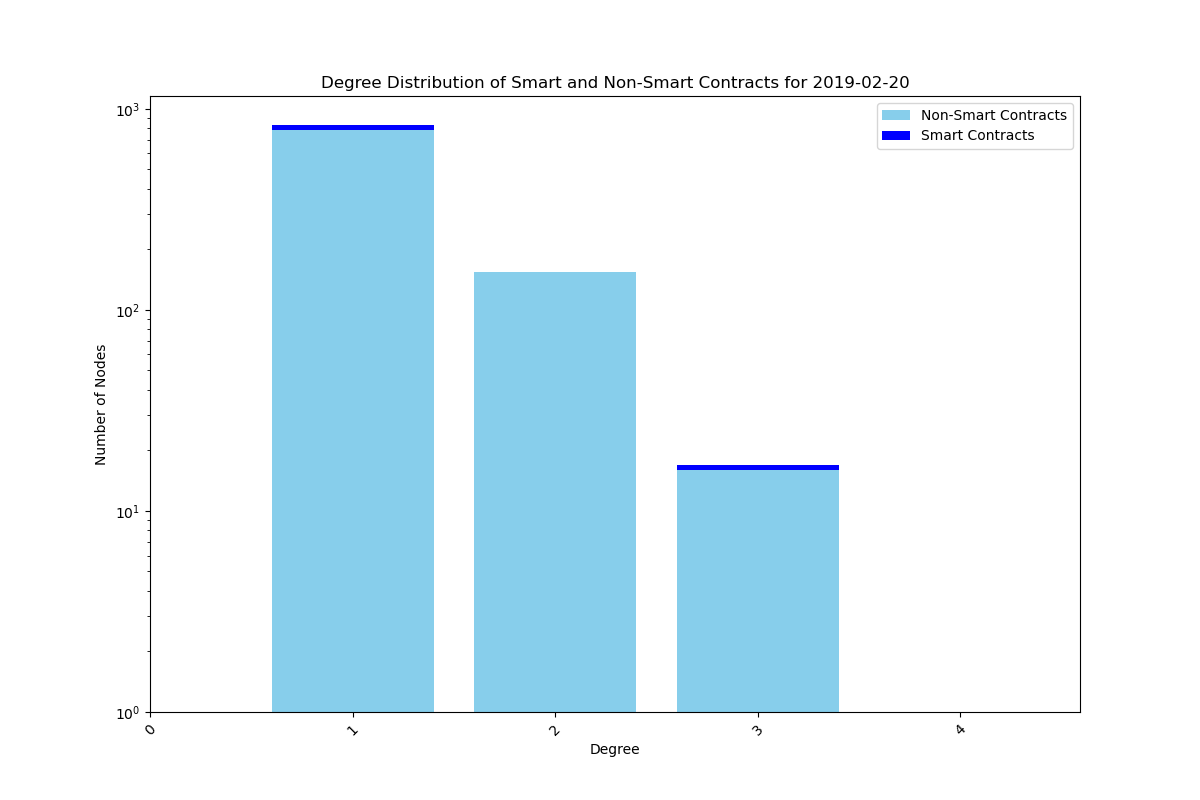 Degree Distribution of Smart and Non-Smart Contracts for 2019-02-20
Non-Smart Contracts
Smart Contracts
Number of Nodes
10³
10²
10¹
10⁰
0
1
2
3
4
Degree